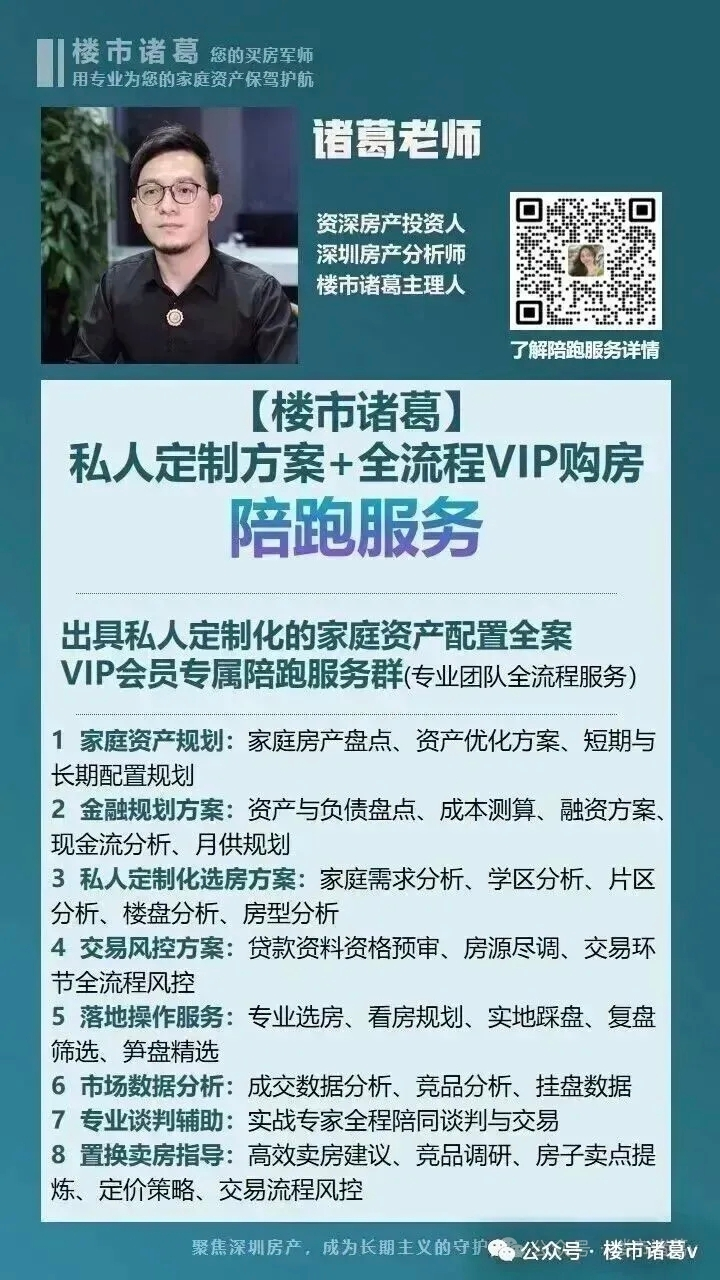 楼市诸葛 您的买房军师
用专业为您的家庭资产保驾护航
诸葛老师
资深房产投资人
深圳房产分析师
楼市诸葛主理人
了解陪跑服务详情
【楼市诸葛】
私人定制方案+全流程VIP购房
陪跑服务
出具私人定制化的家庭资产配置全案
VIP会员专属陪跑服务群(专业团队全流程服务)
1 家庭资产规划：家庭房产盘点、资产优化方案、短期与
长期配置规划
2 金融规划方案：资产与负债盘点、成本测算、融资方案、
现金流分析、月供规划
3 私人定制化选房方案：家庭需求分析、学区分析、片区
分析、楼盘分析、房型分析
4 交易风控方案：贷款资料资格预审、房源尽调、交易环
节全流程风控
5 落地操作服务：专业选房、看房规划、实地踩盘、复盘
筛选、笋盘精选
6 市场数据分析：成交数据分析、竞品分析、挂盘数据
7 专业谈判辅助：实战专家全程陪同谈判与交易
8 置换卖房指导：高效卖房建议、竞品调研、房子卖点提
炼、定价策略、交易流程风控
聚焦深圳房产，成为长期主义的守护
公众号·楼市诸葛v